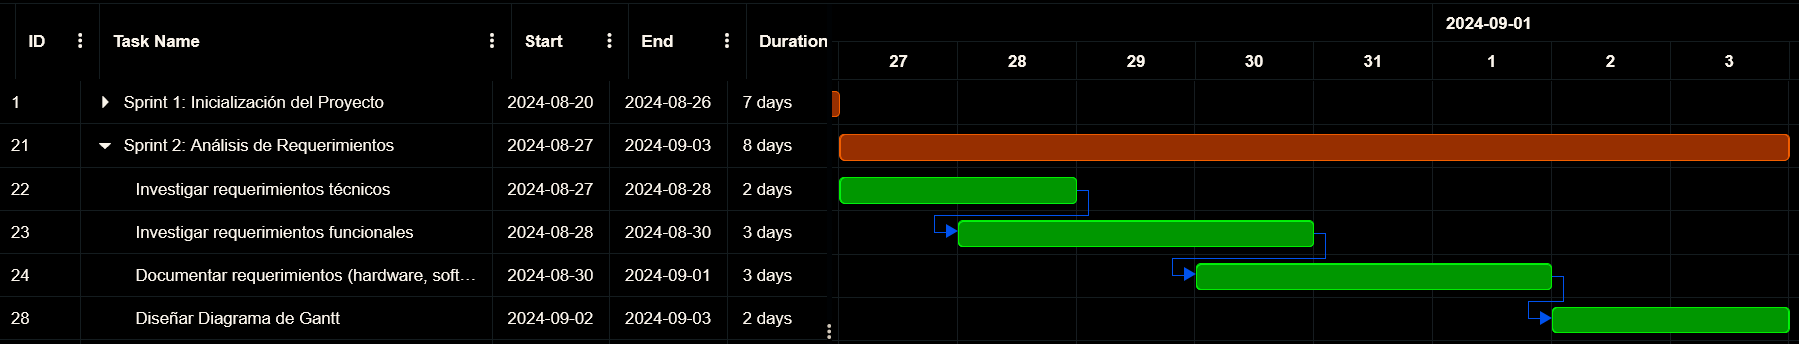 2024-09-01
ID Task Name Start End Duration 27 28 29 30 31 1 2 3
1 Sprint 1: Inicialización del Proyecto 2024-08-20 2024-08-26 7 days
21 Sprint 2: Análisis de Requerimientos 2024-08-27 2024-09-03 8 days
22 Investigar requerimientos técnicos 2024-08-27 2024-08-28 2 days
23 Investigar requerimientos funcionales 2024-08-28 2024-08-30 3 days
24 Documentar requerimientos (hardware, soft… 2024-08-30 2024-09-01 3 days
28 Diseñar Diagrama de Gantt 2024-09-02 2024-09-03 2 days